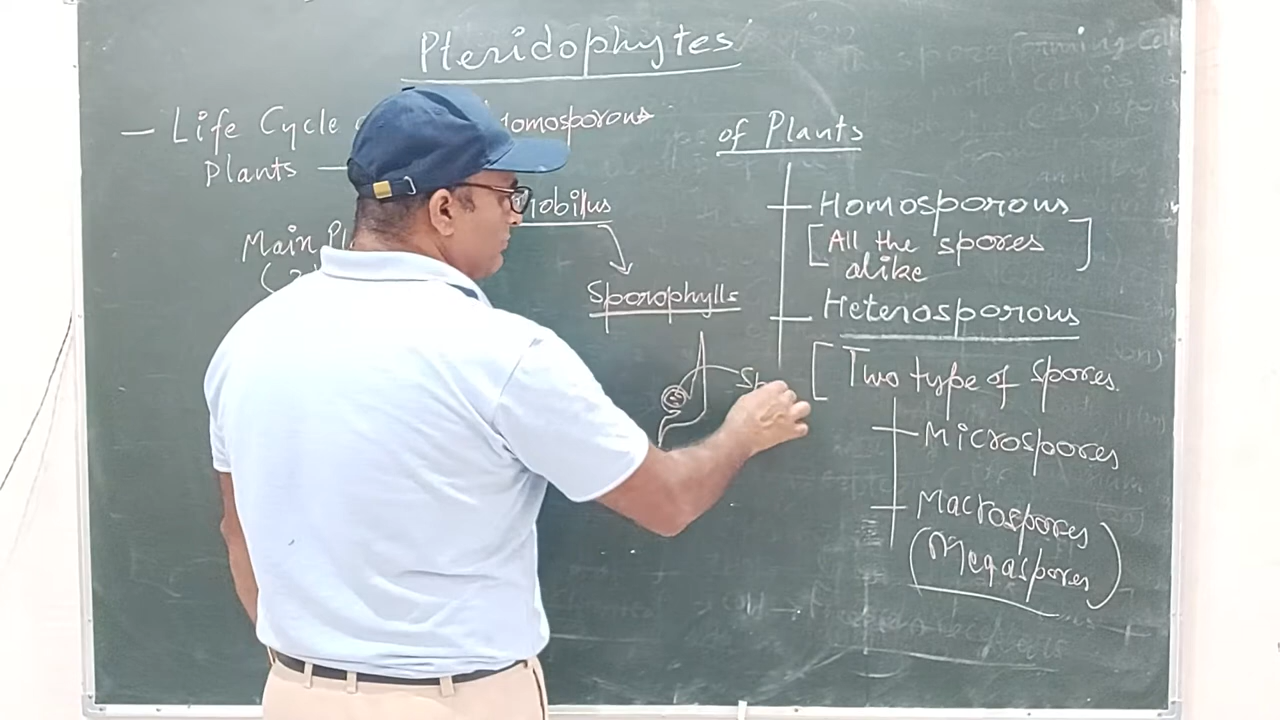 Pteridophytes
— Life Cycle Homosporous
Plants —
Main
Sporophylls
Sp
of Plants
Homosporous
[All the spores
alike]
Heterosporous
[Two type of spores.
Microspores
Macrospores
(Megaspores)